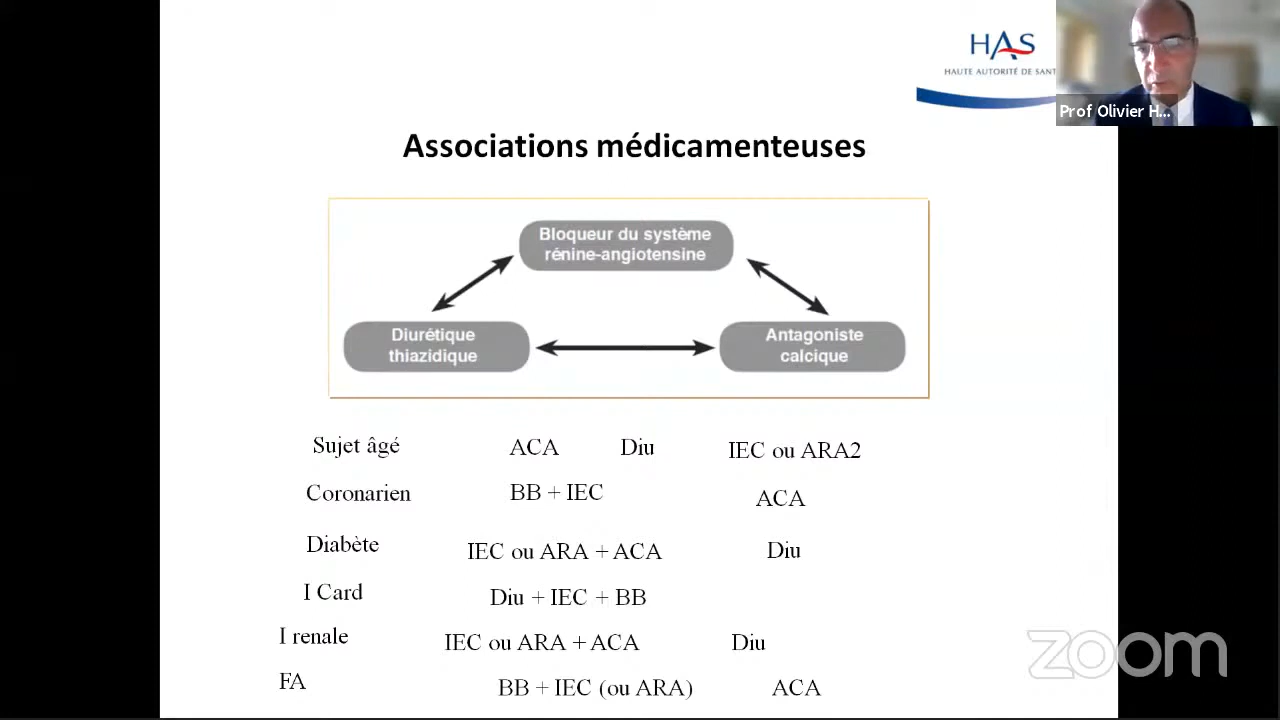 HAS
HAUTE AUTORITÉ DE SANT
Prof Olivier H...
Associations médicamenteuses
Bloqueur du système
rénine-angiotensine
Diurétique
thiazidique
Antagoniste
calcique
Sujet âgé ACA Diu IEC ou ARA2
Coronarien BB + IEC ACA
Diabète IEC ou ARA + ACA Diu
I Card Diu + IEC + BB
I renale IEC ou ARA + ACA Diu
FA BB + IEC (ou ARA) ACA
zoom